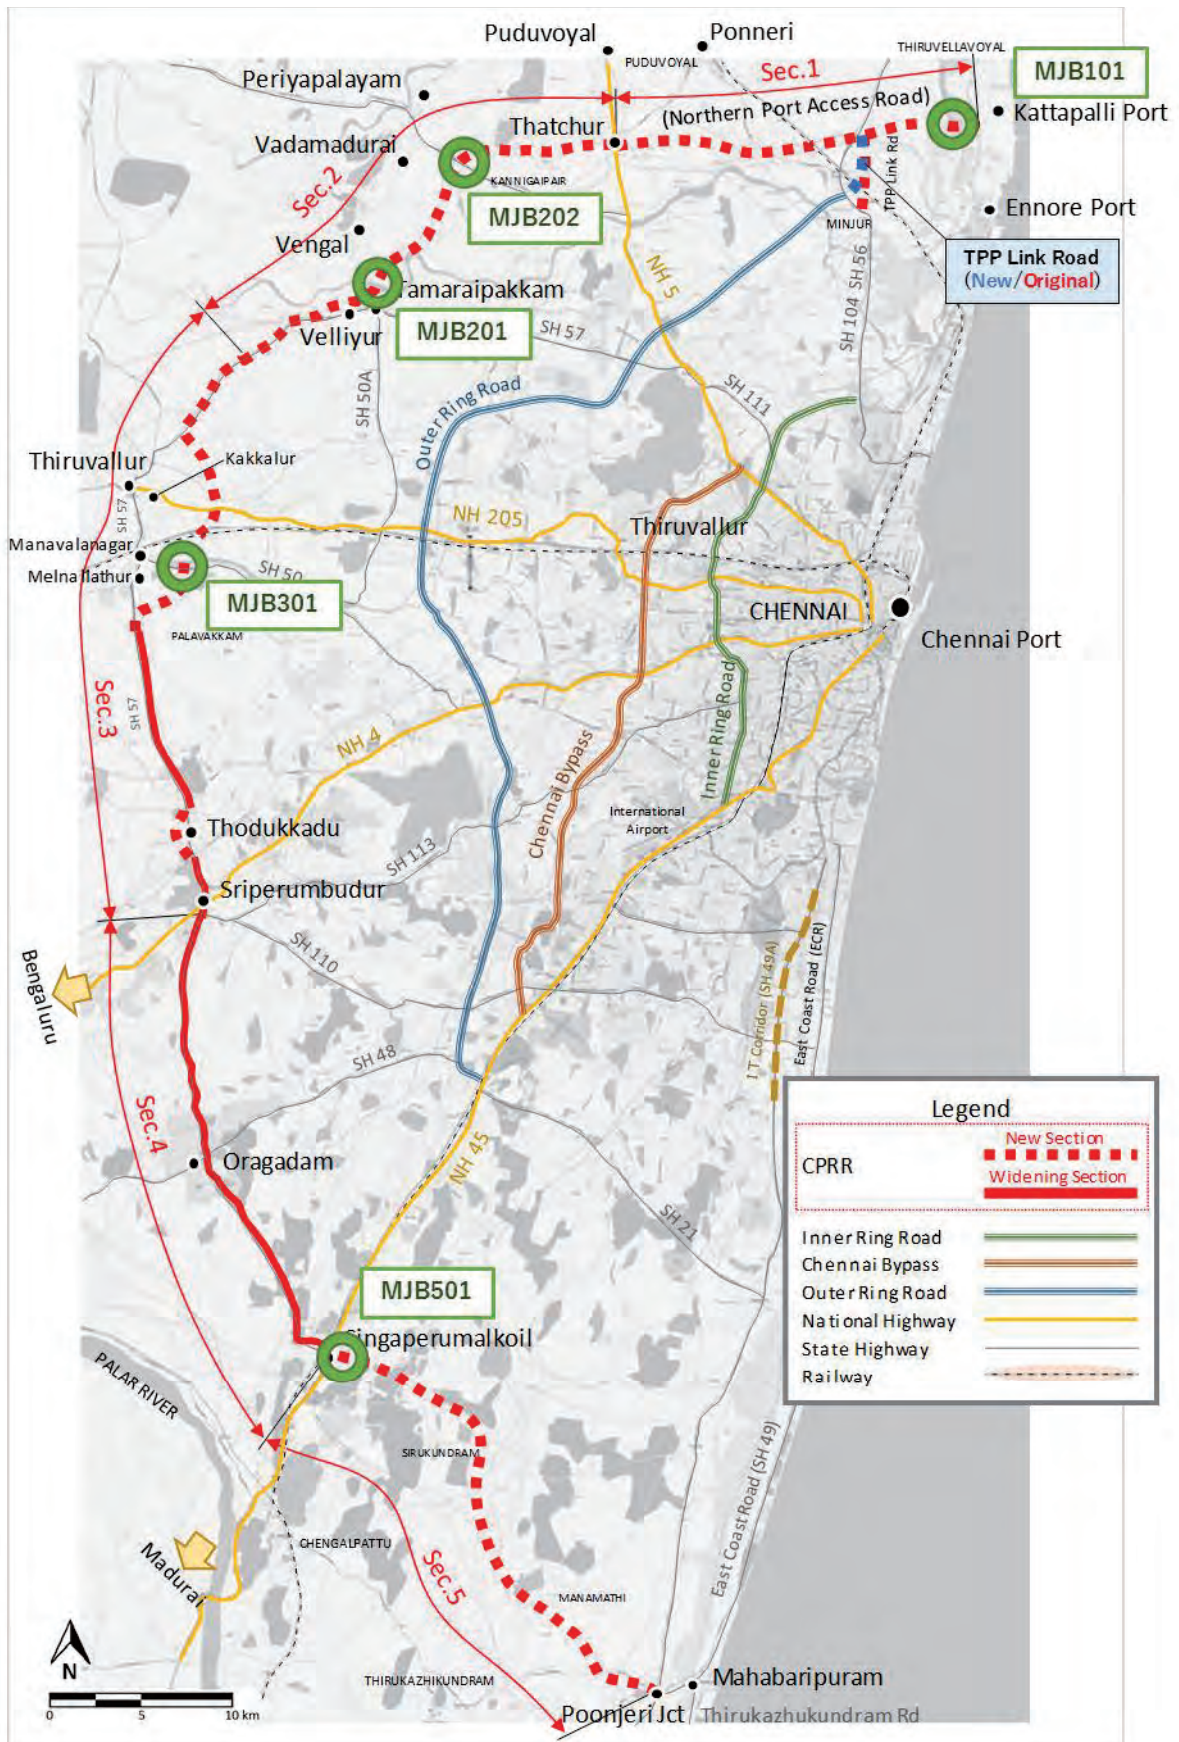 Puduvoyal
Ponneri
PUDUVOYAL
THIRUVELLAVOYAL
Sec.1
MJB101
Periyapalayam
(Northern Port Access Road)
Kattapalli Port
Thatchur
Vadamadurai
KANNIGAIPAIR
TPP Link Rd
Sec.2
MJB202
MINJUR
Ennore Port
Vengal
NH 5
SH 104 SH 56
TPP Link Road
(New/Original)
Tamaraipakkam
Velliyur
MJB201
SH 57
SH 50A
SH 111
Outer Ring Road
Thiruvallur
Kakkalur
SH 57
NH 205
Thiruvallur
Manavalanagar
Melnallathur
SH 50
MJB301
PALAVAKKAM
CHENNAI
Chennai Port
Sec.3
SH 57
NH 4
Inner Ring Road
Chennai Bypass
International
Airport
Thodukkadu
SH 113
Sriperumbudur
SH 110
Bengaluru
I T Corridor (SH 49A)
East Coast Road (ECR)
SH 48
Sec.4
Oragadam
NH 45
SH 21
Legend
CPRR
New Section
Widening Section
Inner Ring Road
Chennai Bypass
Outer Ring Road
National Highway
State Highway
Railway
MJB501
Singaperumalkoil
PALAR RIVER
SIRUKUNDRAM
East Coast Road (SH 49)
CHENGALPATTU
Madurai
Sec.5
MANAMATHI
N
0 5 10 km
THIRUKAZHIKUNDRAM
Mahabaripuram
Poonjeri Jct
Thirukazhukundram Rd